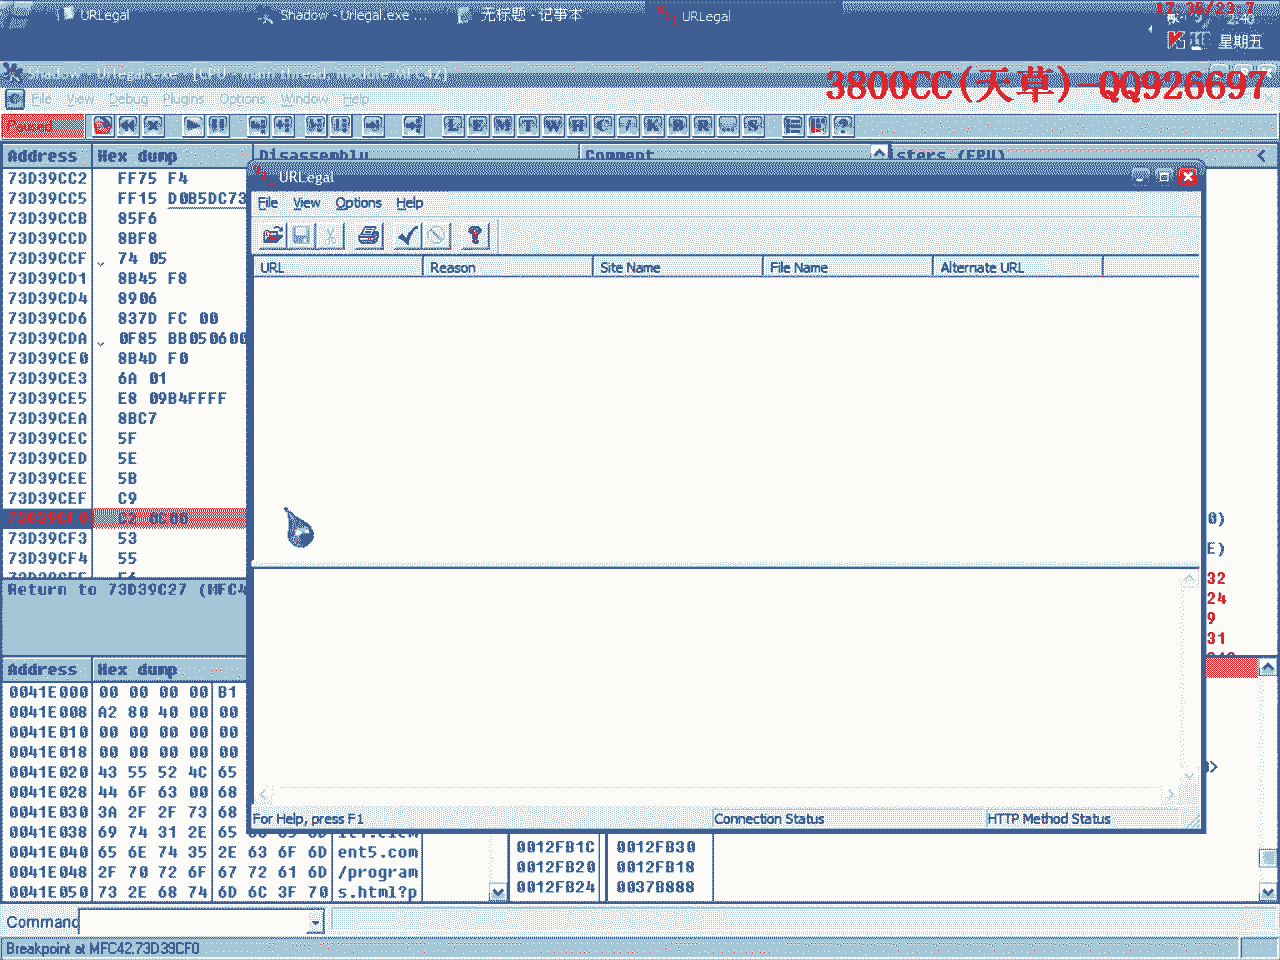 URLegal
Shadow - Urlegal.exe ...
无标题 - 记事本
URLegal
17:35/23:7
2:40
星期五
Shadow - Urlegal.exe - [CPU - main thread, module MFC42]
3800CC(天草)-QQ926697
File View Debug Plugins Options Window Help
Paused
L E M T W H C / K B R ... S
Address Hex dump Disassembly Comment
73D39CC2 FF75 F4
73D39CC5 FF15 D0B5DC73
73D39CCB 85F6
73D39CCD 8BF8
73D39CCF 74 05
73D39CD1 8B45 F8
73D39CD4 8906
73D39CD6 837D FC 00
73D39CDA 0F85 BB050600
73D39CE0 8B4D F0
73D39CE3 6A 01
73D39CE5 E8 09B4FFFF
73D39CEA 8BC7
73D39CEC 5F
73D39CED 5E
73D39CEE 5B
73D39CEF C9
73D39CF0 C2 0C00
73D39CF3 53
73D39CF4 55
Return to 73D39C27 (MFC4
URLegal
File View Options Help
URL Reason Site Name File Name Alternate URL
For Help, press F1 Connection Status HTTP Method Status
0)
E)
32
24
9
31
Address Hex dump
0041E000 00 00 00 00 B1
0041E008 A2 80 40 00 00
0041E010 00 00 00 00 00
0041E018 00 00 00 00 00
0041E020 43 55 52 4C 65
0041E028 44 6F 63 00 68
0041E030 3A 2F 2F 73 68
0041E038 69 74 31 2E 65
0041E040 65 6E 74 35 2E 63 6F 6D ent5.com
0041E048 2F 70 72 6F 67 72 61 6D /program
0041E050 73 2E 68 74 6D 6C 3F 70 s.html?p
0012FB1C 0012FB30
0012FB20 0012FB18
0012FB24 0037B888
Command
Breakpoint at MFC42.73D39CF0